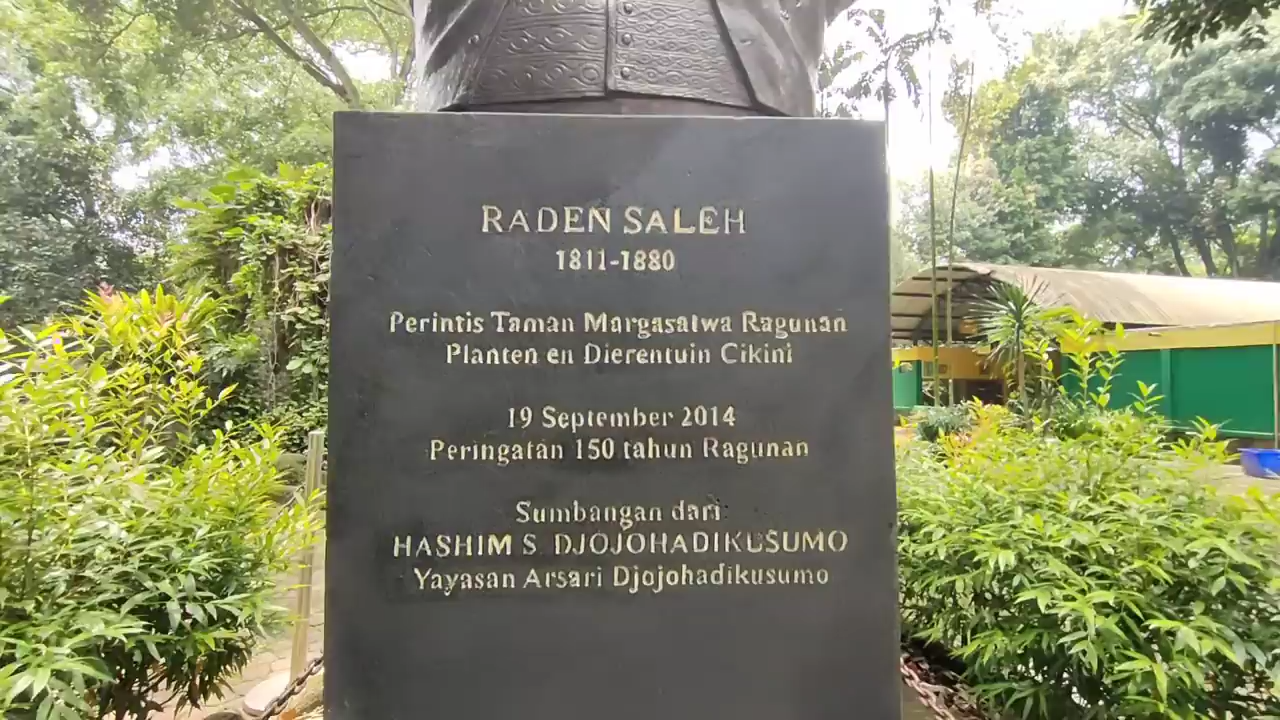 RADEN SALEH
1811-1880
Perintis Taman Margasatwa Ragunan
Planten en Dierentuin Cikini
19 September 2014
Peringatan 150 tahun Ragunan
Sumbangan dari
HASHIM S. DJOJOHADIKUSUMO
Yayasan Arsari Djojohadikusumo